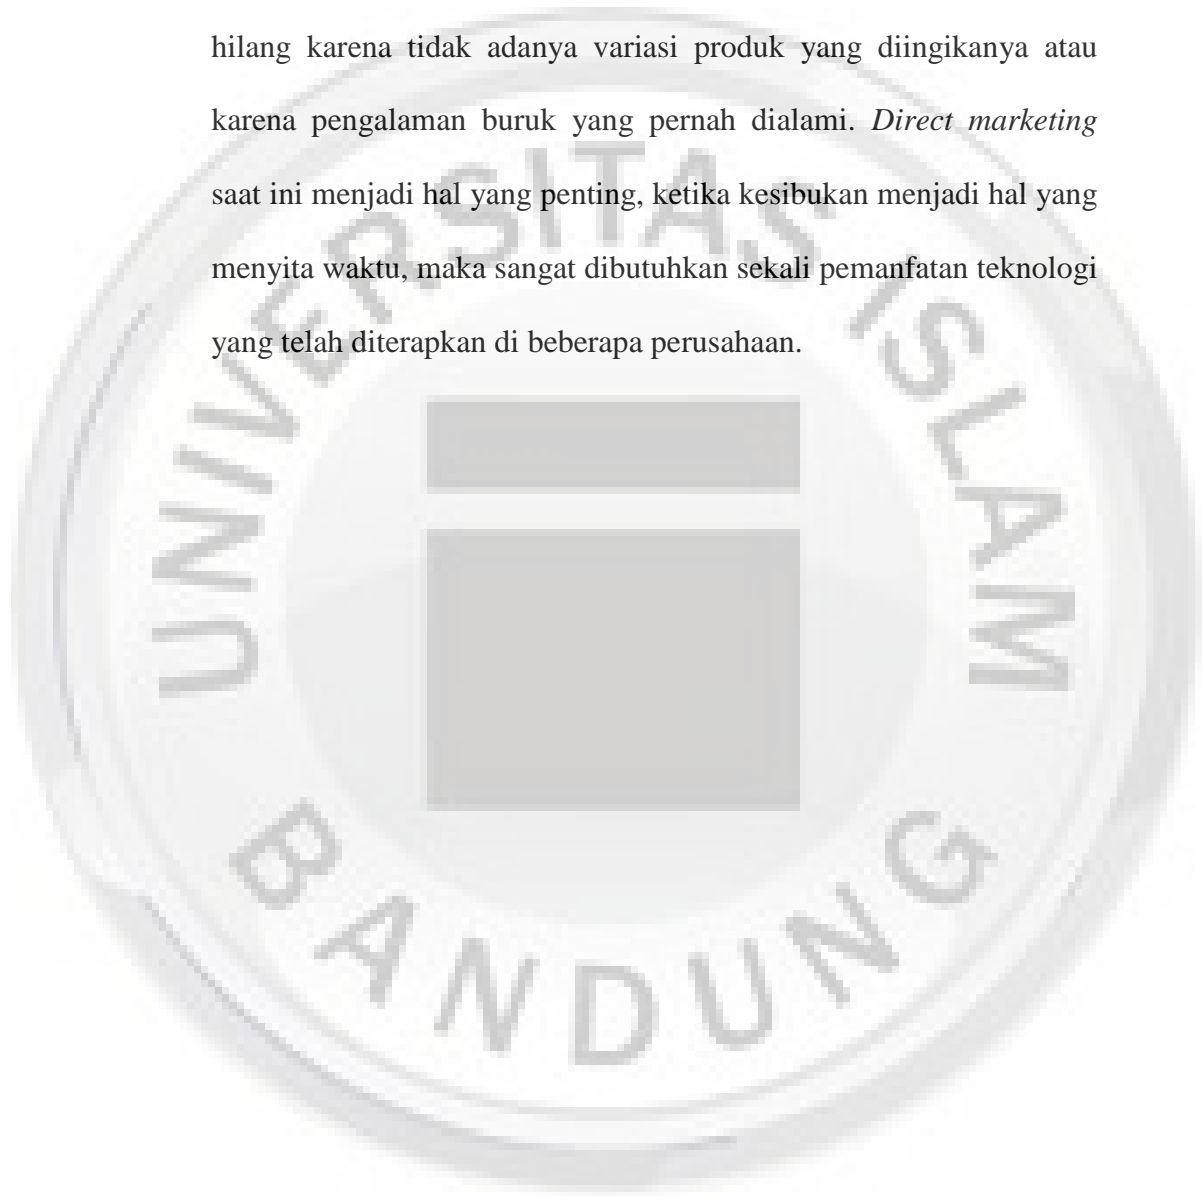 hilang karena tidak adanya variasi produk yang diingikanya atau
karena pengalaman buruk yang pernah dialami. Direct marketing
saat ini menjadi hal yang penting, ketika kesibukan menjadi hal yang
menyita waktu, maka sangat dibutuhkan sekali pemanfatan teknologi
yang telah diterapkan di beberapa perusahaan.
UNIVERSITAS ISLAM
BANDUNG